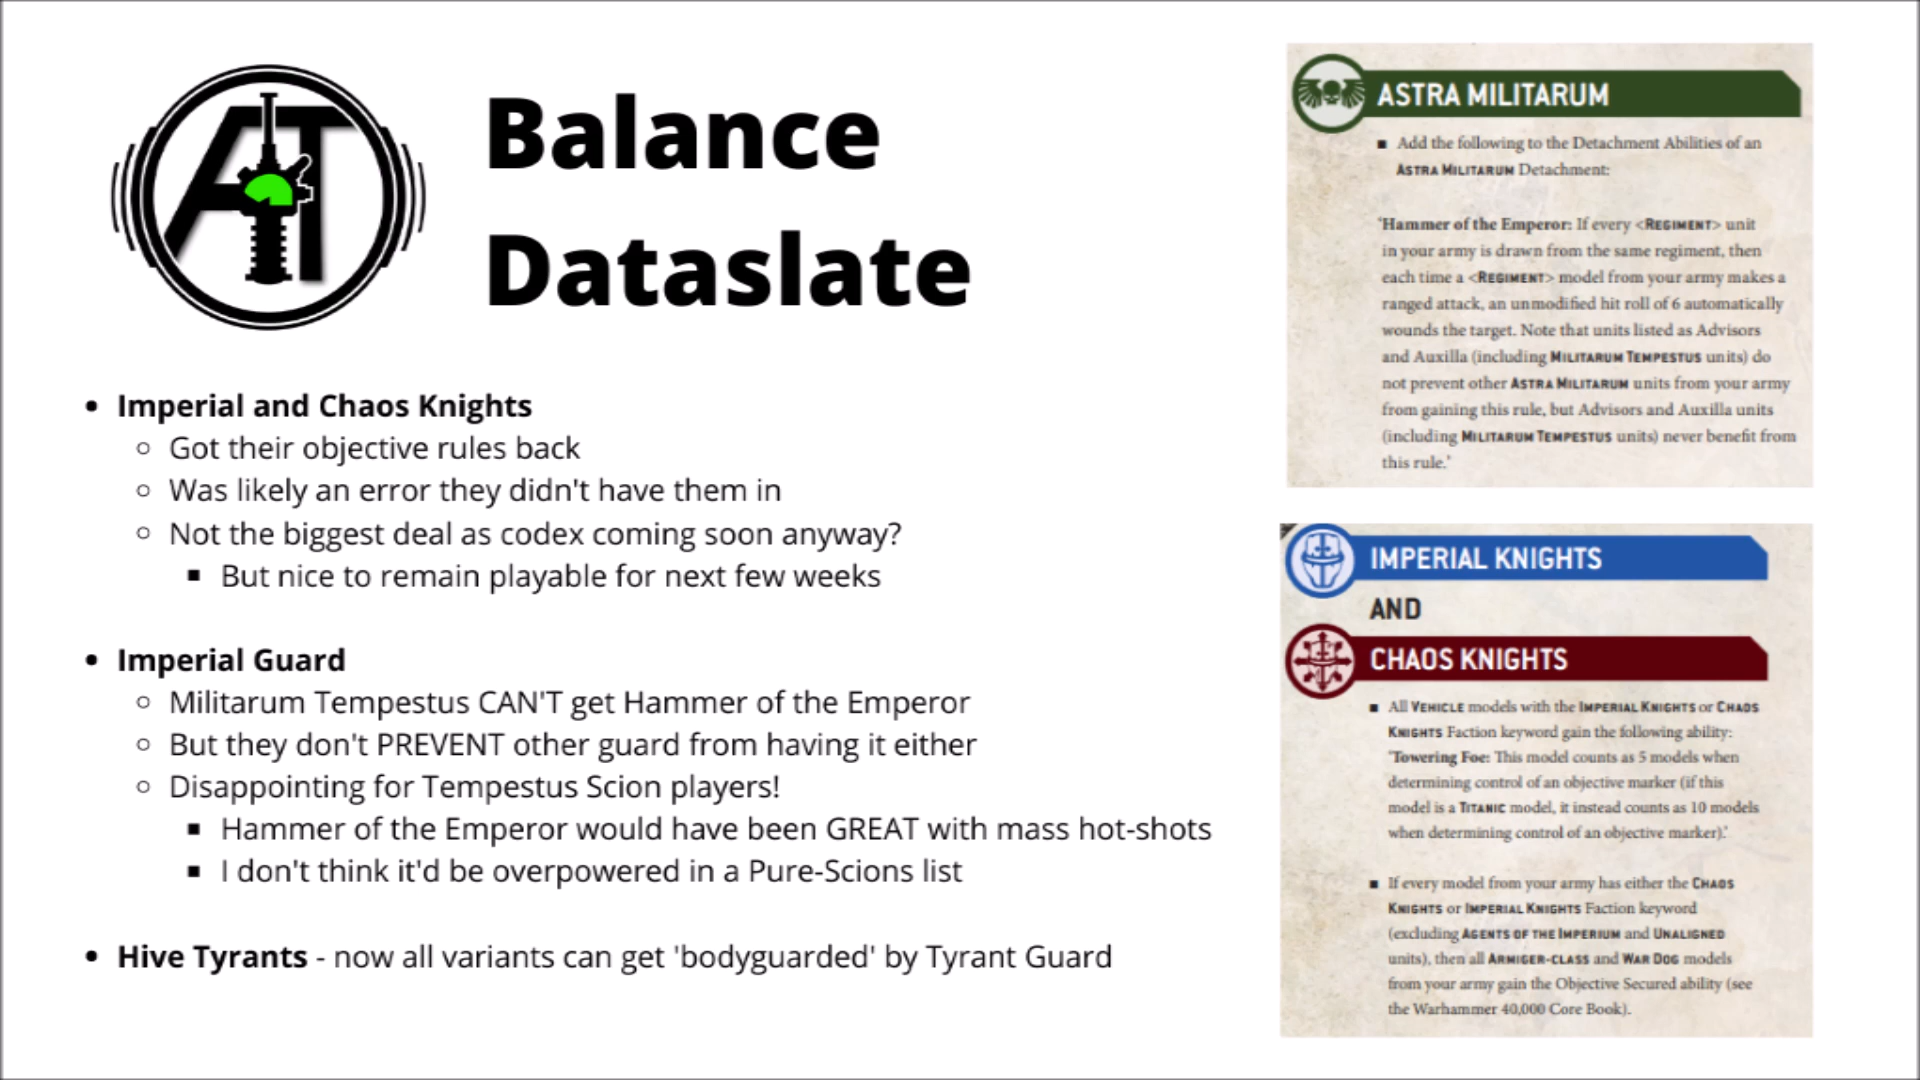 AT
Balance
Dataslate
• Imperial and Chaos Knights
○ Got their objective rules back
○ Was likely an error they didn't have them in
○ Not the biggest deal as codex coming soon anyway?
▪ But nice to remain playable for next few weeks
• Imperial Guard
○ Militarum Tempestus CAN'T get Hammer of the Emperor
○ But they don't PREVENT other guard from having it either
○ Disappointing for Tempestus Scion players!
▪ Hammer of the Emperor would have been GREAT with mass hot-shots
▪ I don't think it'd be overpowered in a Pure-Scions list
• Hive Tyrants - now all variants can get 'bodyguarded' by Tyrant Guard
ASTRA MILITARUM
▪ Add the following to the Detachment Abilities of an
ASTRA MILITARUM Detachment:
'Hammer of the Emperor: If every <REGIMENT> unit
in your army is drawn from the same regiment, then
each time a <REGIMENT> model from your army makes a
ranged attack, an unmodified hit roll of 6 automatically
wounds the target. Note that units listed as Advisors
and Auxilla (including MILITARUM TEMPESTUS units) do
not prevent other ASTRA MILITARUM units from your army
from gaining this rule, but Advisors and Auxilla units
(including MILITARUM TEMPESTUS units) never benefit from
this rule.'
IMPERIAL KNIGHTS
AND
CHAOS KNIGHTS
▪ All VEHICLE models with the IMPERIAL KNIGHTS or CHAOS
KNIGHTS Faction keyword gain the following ability:
'Towering Foe: This model counts as 5 models when
determining control of an objective marker (if this
model is a TITANIC model, it instead counts as 10 models
when determining control of an objective marker).'
▪ If every model from your army has either the CHAOS
KNIGHTS or IMPERIAL KNIGHTS Faction keyword
(excluding AGENTS OF THE IMPERIUM and UNALIGNED
units), then all ARMIGER-CLASS and WAR DOG models
from your army gain the Objective Secured ability (see
the Warhammer 40,000 Core Book).